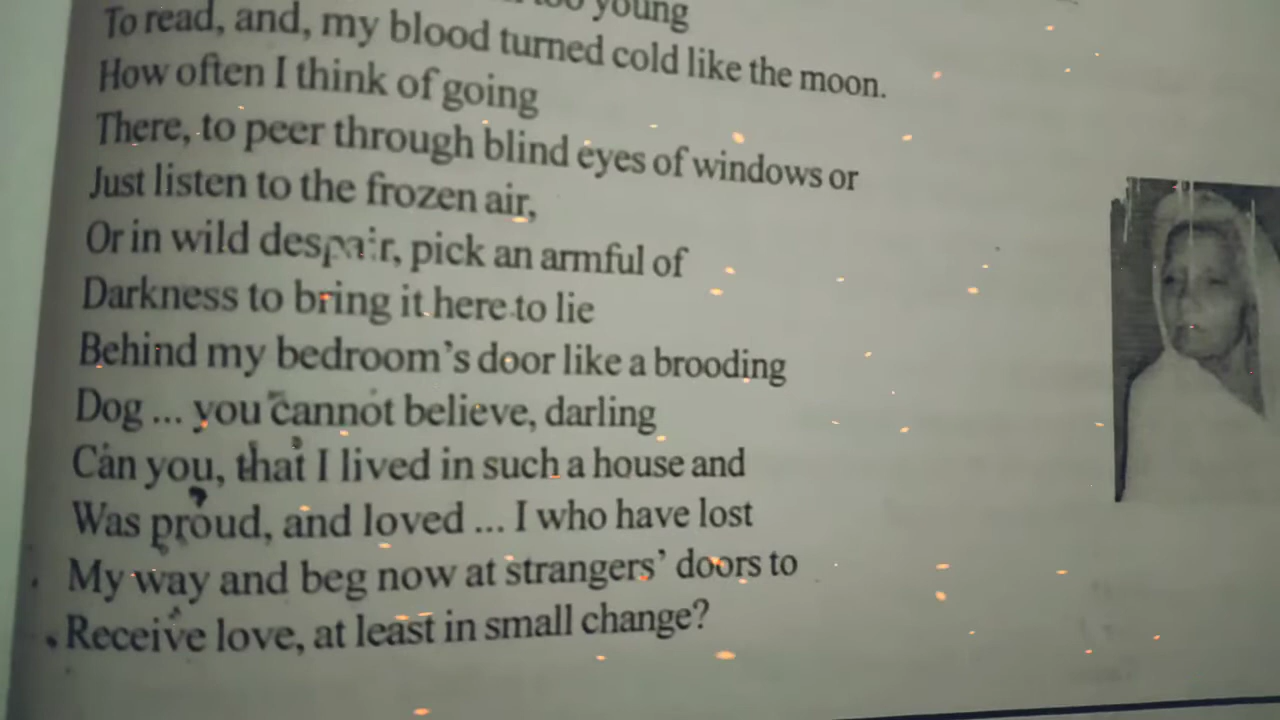 young
To read, and, my blood turned cold like the moon.
How often I think of going
There, to peer through blind eyes of windows or
Just listen to the frozen air,
Or in wild despair, pick an armful of
Darkness to bring it here to lie
Behind my bedroom's door like a brooding
Dog ... you cannot believe, darling
Can you, that I lived in such a house and
Was proud, and loved ... I who have lost
My way and beg now at strangers' doors to
Receive love, at least in small change?